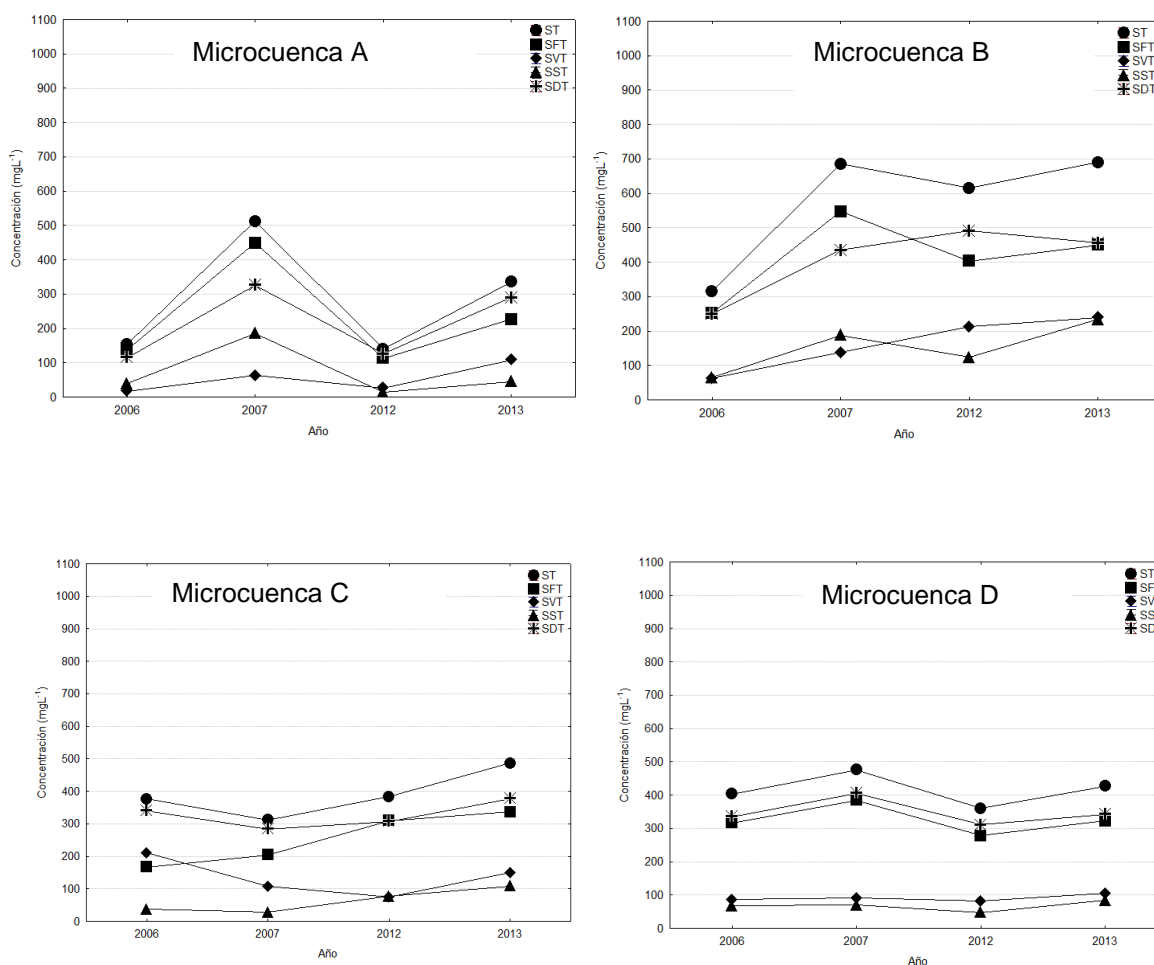 Microcuenca A
ST
SFT
SVT
SST
SDT
1100
1000
900
800
700
600
500
400
300
200
100
0
Concentración (mgL-1)
2006 2007 2012 2013
Año
Microcuenca B
ST
SFT
SVT
SST
SDT
1100
1000
900
800
700
600
500
400
300
200
100
0
Concentración (mgL-1)
2006 2007 2012 2013
Año
Microcuenca C
ST
SFT
SVT
SST
SDT
1100
1000
900
800
700
600
500
400
300
200
100
0
Concentración (mgL-1)
2006 2007 2012 2013
Año
Microcuenca D
ST
SF
SV
SS
SD
1100
1000
900
800
700
600
500
400
300
200
100
0
Concentración (mgL-1)
2006 2007 2012 2013
Año